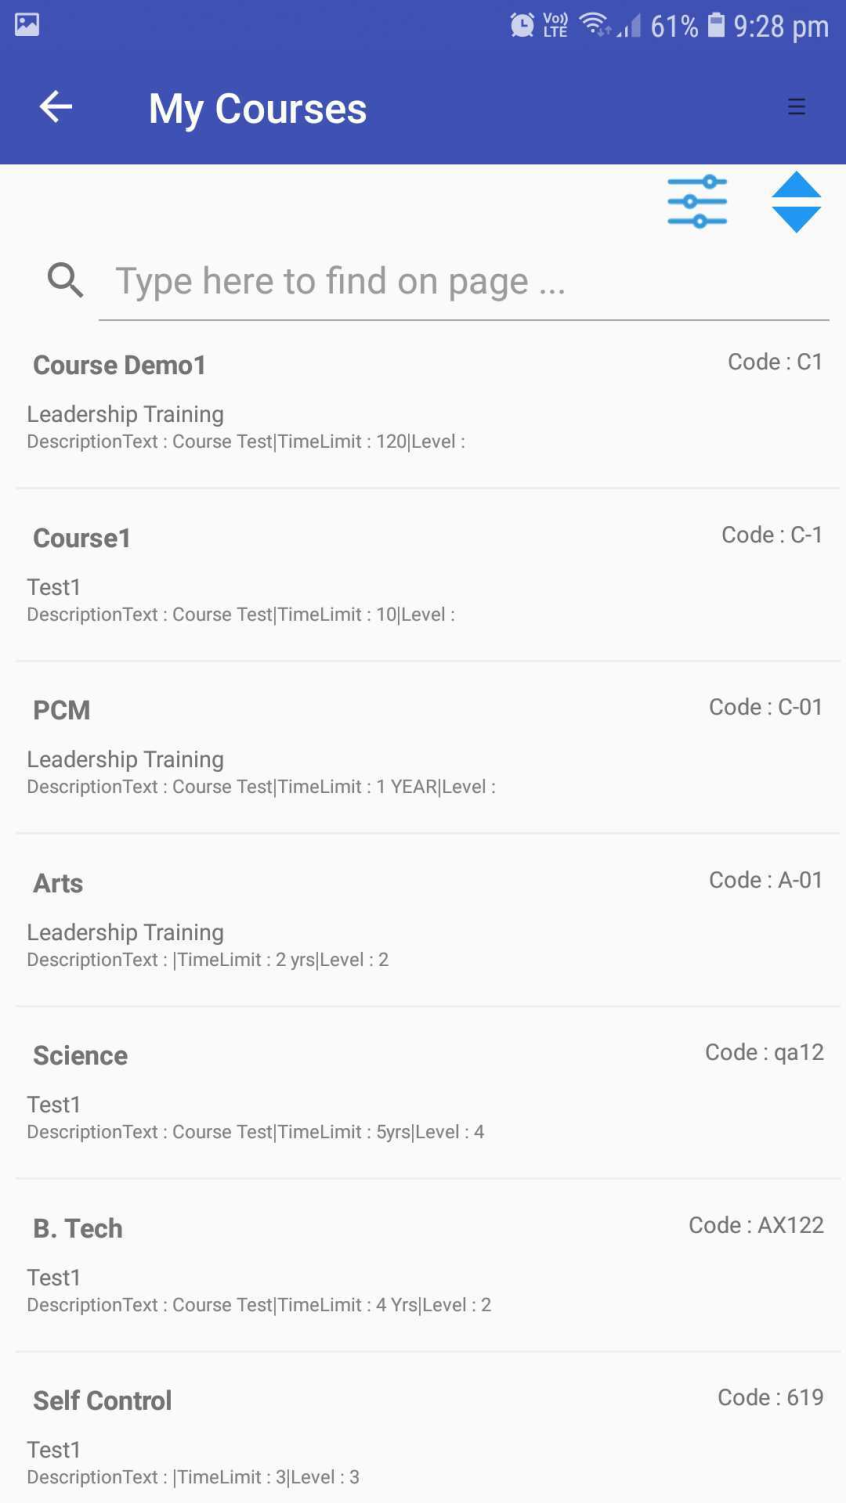 Vo)) LTE 61% 9:28 pm
My Courses
Type here to find on page ...
Course Demo1 Code : C1
Leadership Training
DescriptionText : Course Test|TimeLimit : 120|Level :
Course1 Code : C-1
Test1
DescriptionText : Course Test|TimeLimit : 10|Level :
PCM Code : C-01
Leadership Training
DescriptionText : Course Test|TimeLimit : 1 YEAR|Level :
Arts Code : A-01
Leadership Training
DescriptionText : |TimeLimit : 2 yrs|Level : 2
Science Code : qa12
Test1
DescriptionText : Course Test|TimeLimit : 5yrs|Level : 4
B. Tech Code : AX122
Test1
DescriptionText : Course Test|TimeLimit : 4 Yrs|Level : 2
Self Control Code : 619
Test1
DescriptionText : |TimeLimit : 3|Level : 3